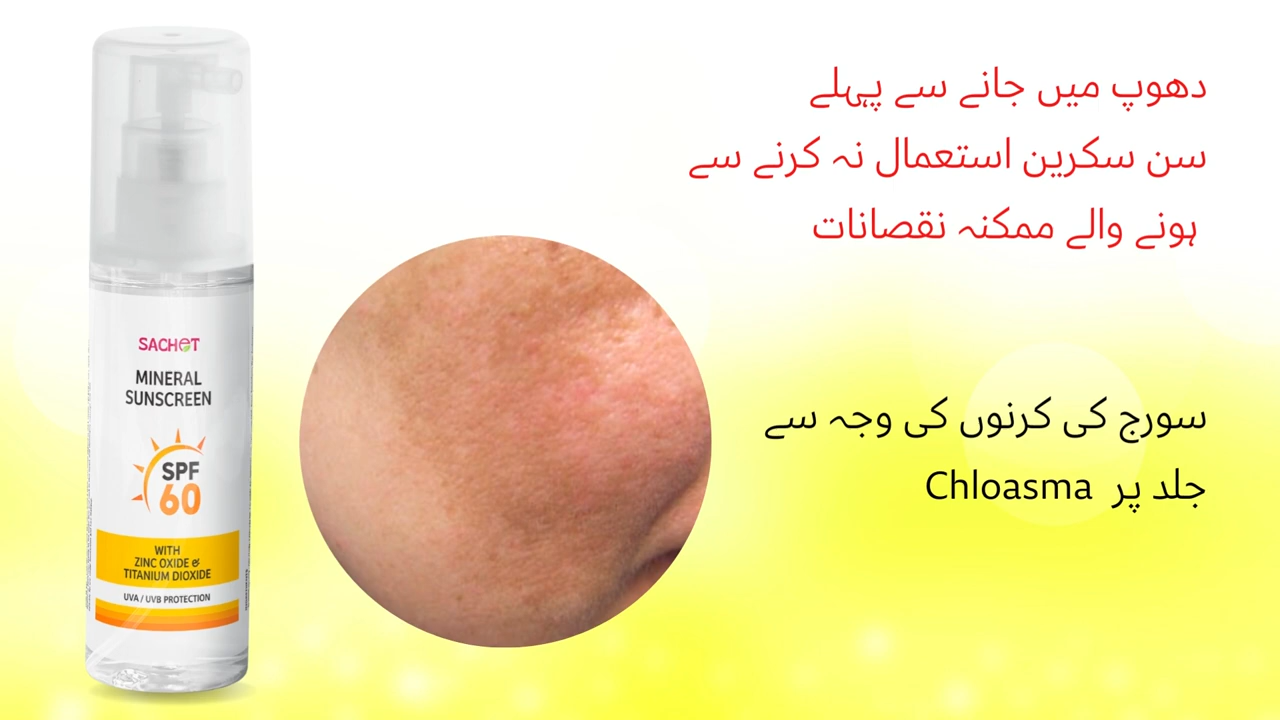 دھوپ میں جانے سے پہلے
سن سکرین استعمال نہ کرنے سے
ہونے والے ممکنہ نقصانات
سورج کی کرنوں کی وجہ سے
جلد پر Chloasma
SACHET
MINERAL
SUNSCREEN
SPF
60
WITH
ZINC OXIDE &
TITANIUM DIOXIDE
UVA / UVB PROTECTION